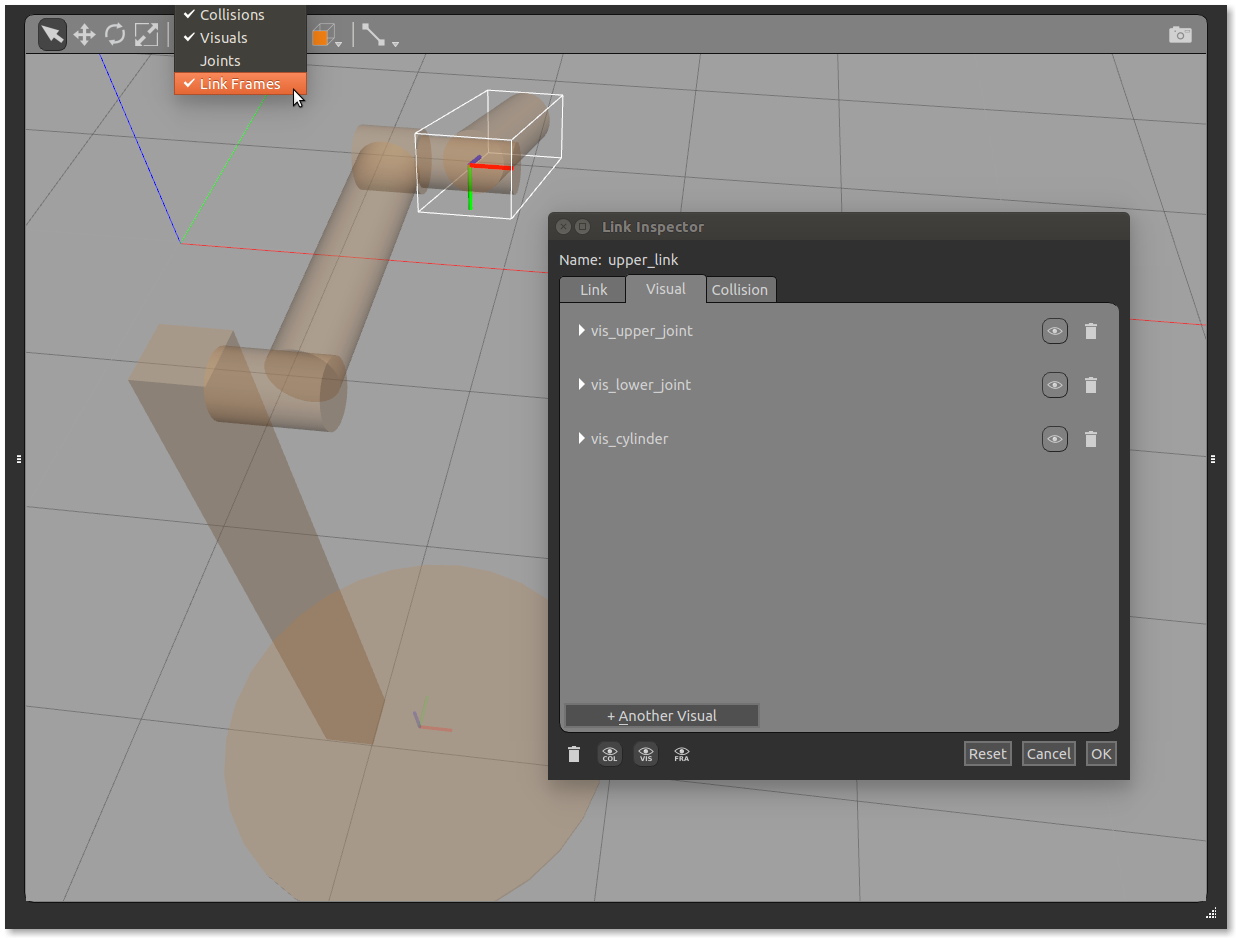 Collisions
Visuals
Joints
Link Frames
Link Inspector
Name: upper_link
Link Visual Collision
vis_upper_joint
vis_lower_joint
vis_cylinder
+ Another Visual
COL VIS FRA Reset Cancel OK